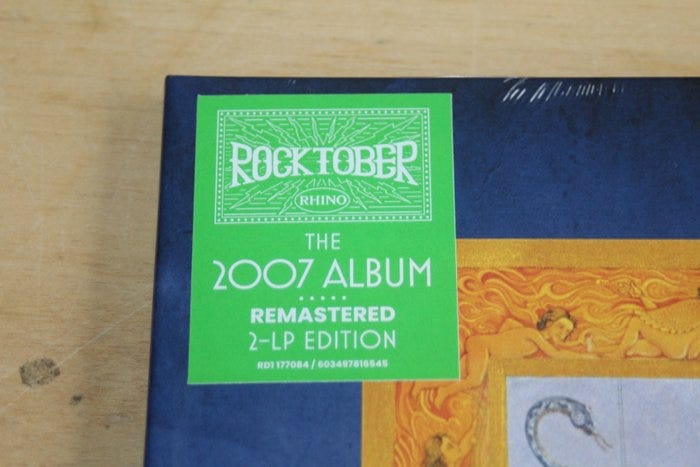 ROCKTOBER
RHINO
THE
2007 ALBUM
REMASTERED
2-LP EDITION
RD1 177084 / 603497816545